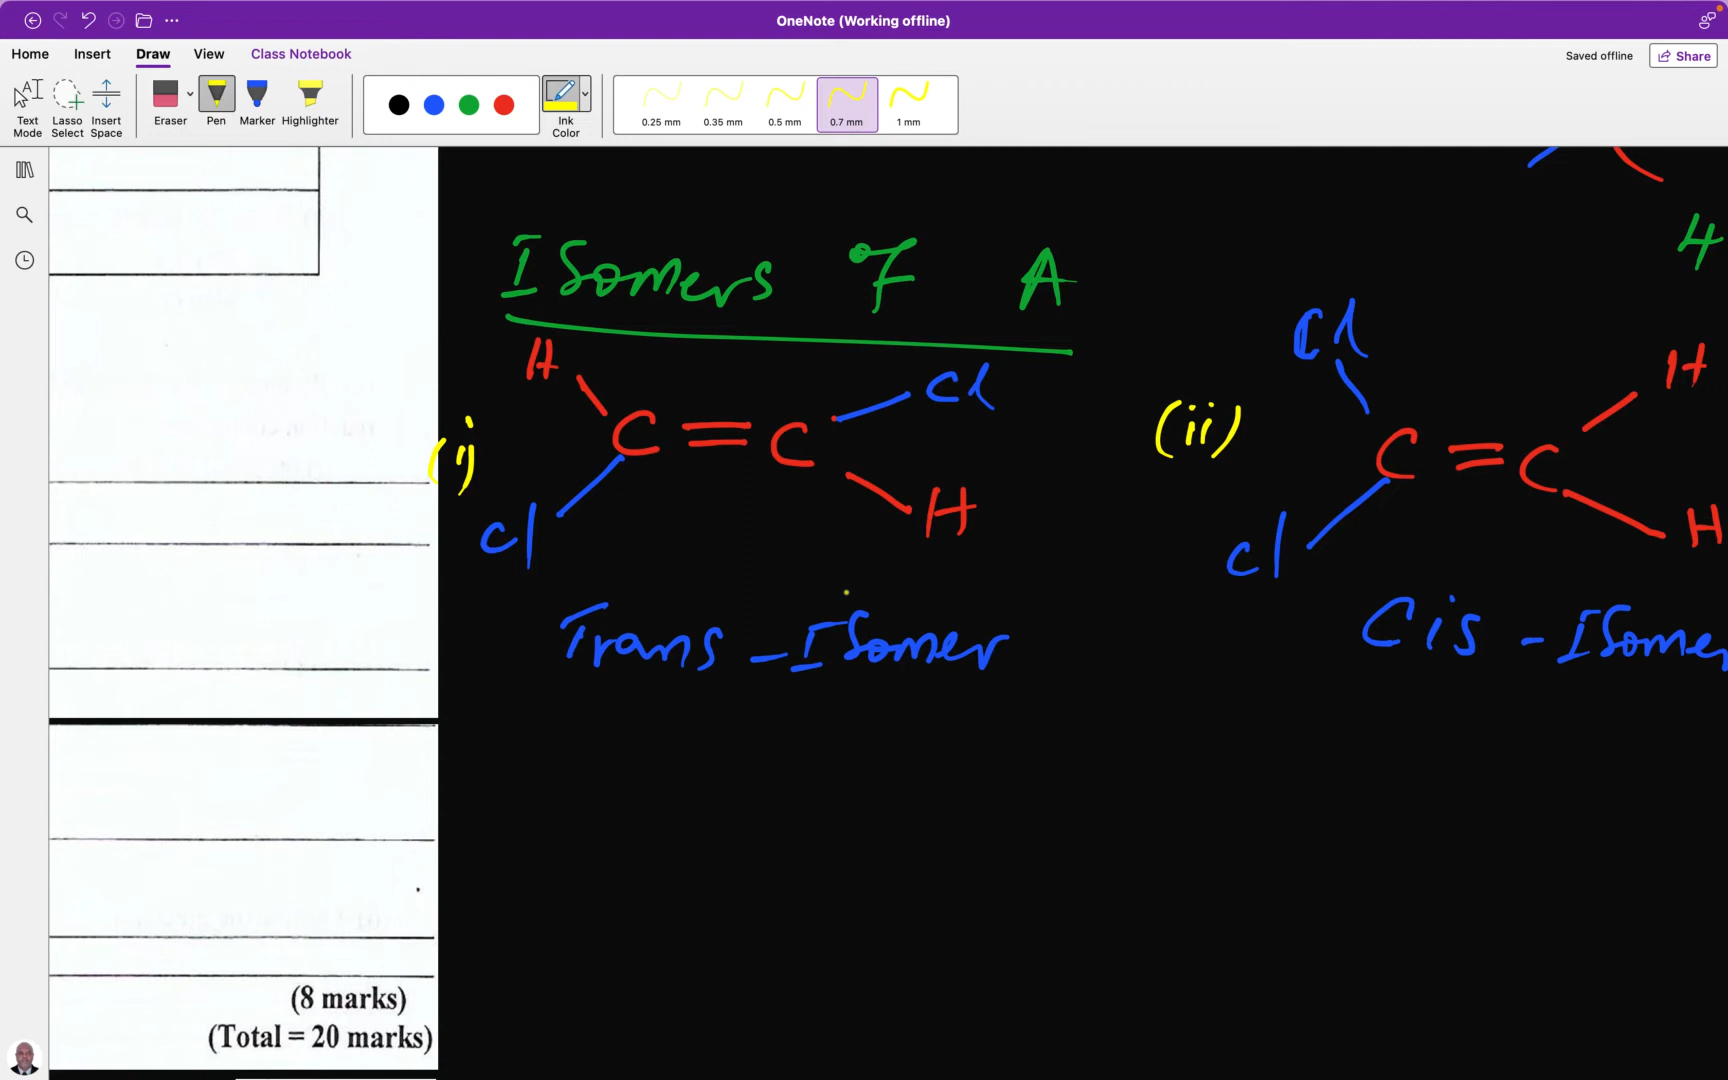 OneNote (Working offline)
Home Insert Draw View Class Notebook
Saved offline Share
Text Mode
Lasso Select
Insert Space
Eraser
Pen
Marker
Highlighter
Ink Color
0.25 mm
0.35 mm
0.5 mm
0.7 mm
1 mm
Isomers of A
4
(i)
H Cl
C = C
Cl H
Trans - Isomer
(ii)
Cl H
C = C
Cl H
Cis - Isomer
(8 marks)
(Total = 20 marks)